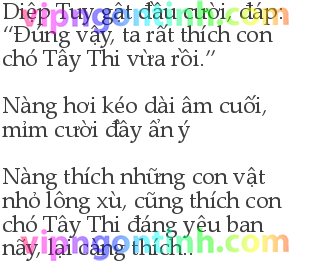 Diệp Tuy gật đầu cười, đáp:
“Đúng vậy, ta rất thích con
chó Tây Thi vừa rồi.”
Nàng hơi kéo dài âm cuối,
mỉm cười đầy ẩn ý
Nàng thích những con vật
nhỏ lông xù, cũng thích con
chó Tây Thi đáng yêu ban
nãy, lại càng thích..
vipngontinh.com
vipngontinh.com